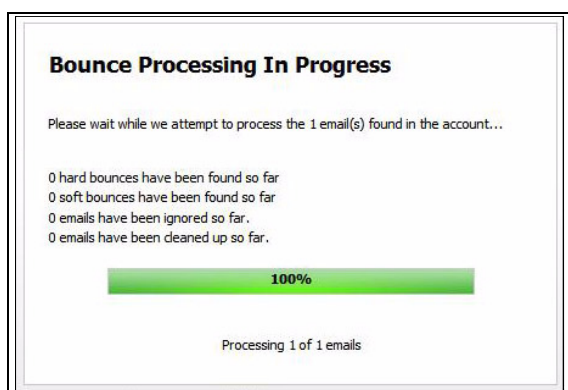 Bounce Processing In Progress
Please wait while we attempt to process the 1 email(s) found in the account...
0 hard bounces have been found so far
0 soft bounces have been found so far
0 emails have been ignored so far.
0 emails have been cleaned up so far.
100%
Processing 1 of 1 emails